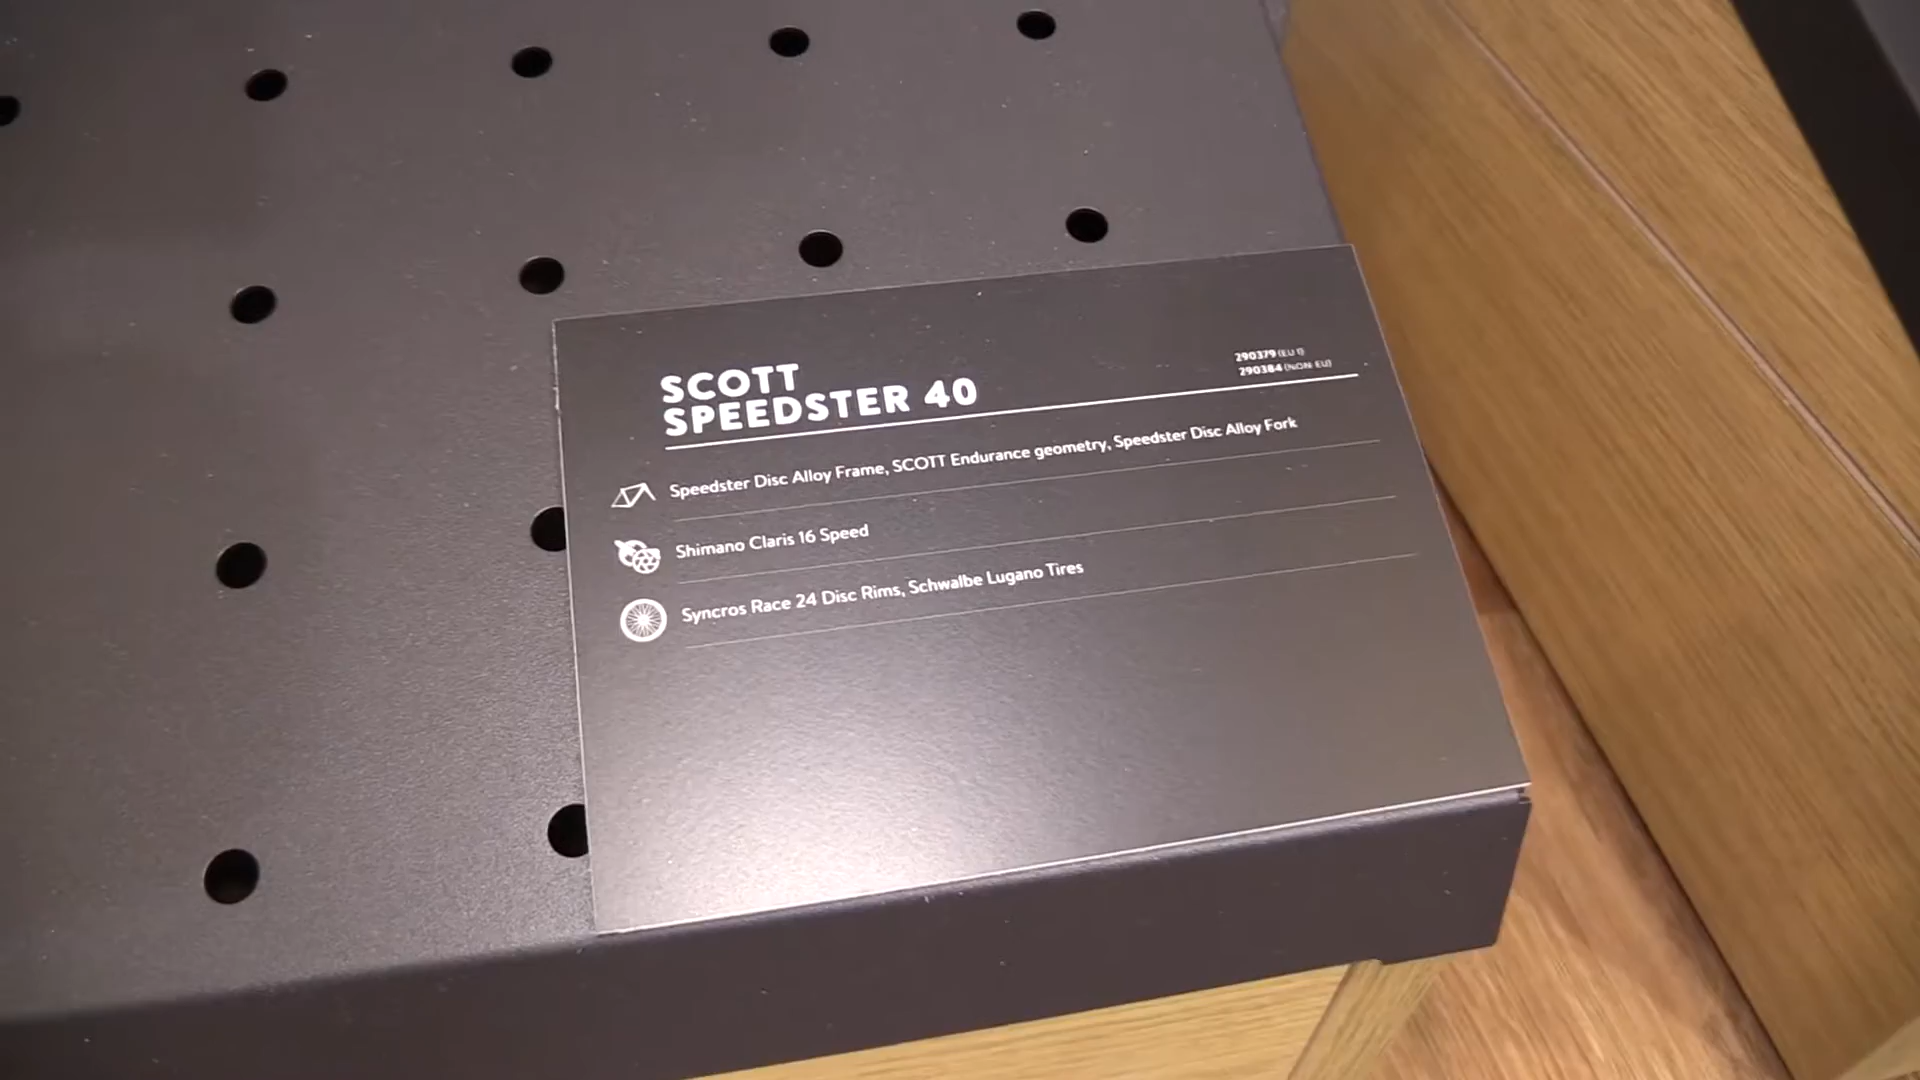 SCOTT
SPEEDSTER 40
290379 (EU 1)
290384 (NON EU)
Speedster Disc Alloy Frame, SCOTT Endurance geometry, Speedster Disc Alloy Fork
Shimano Claris 16 Speed
Syncros Race 24 Disc Rims, Schwalbe Lugano Tires